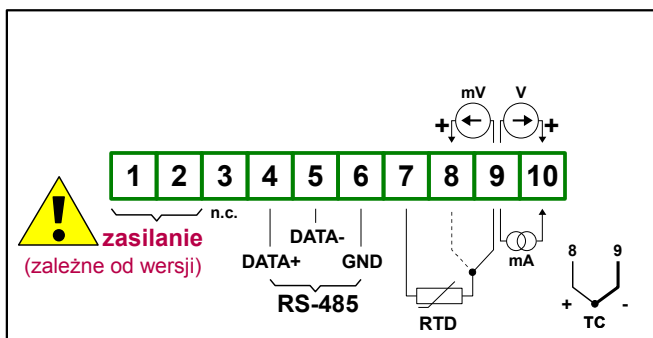 mV V
+ +
1 2 3 4 5 6 7 8 9 10
n.c.
zasilanie
(zależne od wersji)
DATA-
DATA+ GND
RS-485
RTD
mA
8 9
+ -
TC